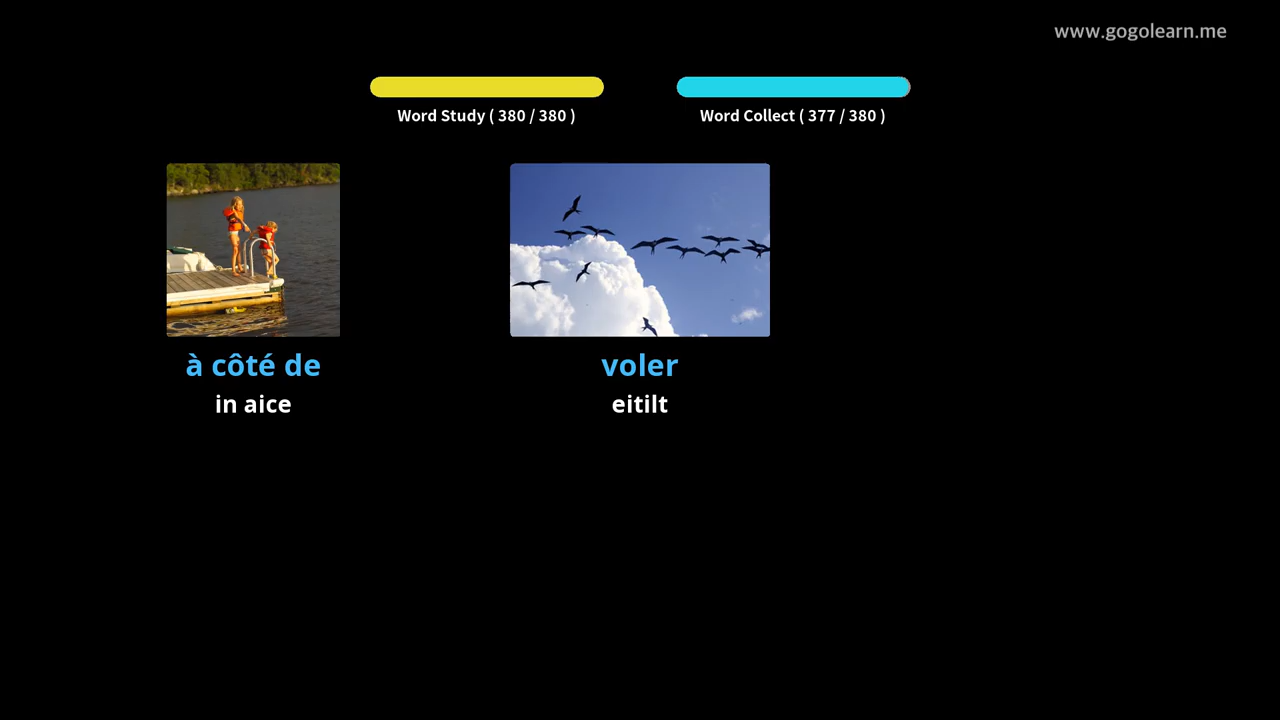 www.gogolearn.me
Word Study ( 380 / 380 )
Word Collect ( 377 / 380 )
à côté de
in aice
voler
eitilt